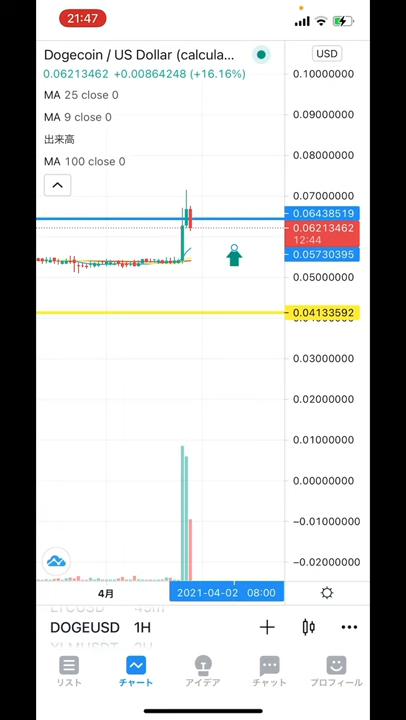 21:47
Dogecoin / US Dollar (calcula...
USD
0.06213462 +0.00864248 (+16.16%)
MA 25 close 0
MA 9 close 0
出来高
MA 100 close 0
0.10000000
0.09000000
0.08000000
0.07000000
0.06438519
0.06213462
12:44
0.05730395
0.05000000
0.04133592
0.03000000
0.02000000
0.01000000
0.00000000
−0.01000000
−0.02000000
4月
2021-04-02 08:00
DOGEUSD 1H
リスト
チャート
アイデア
チャット
プロフィール